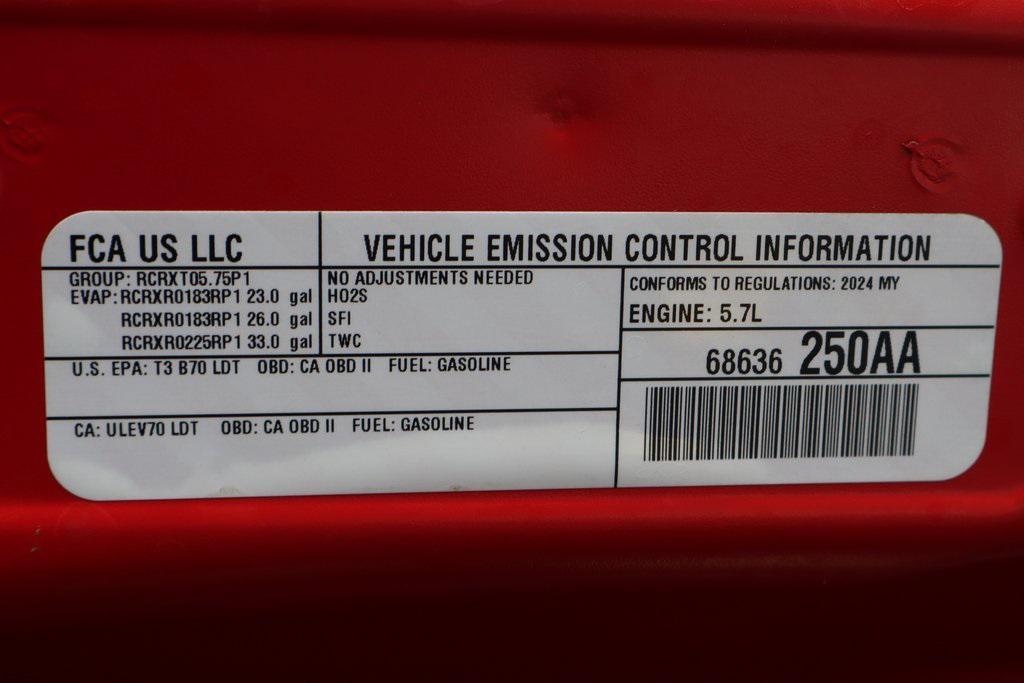 FCA US LLC
VEHICLE EMISSION CONTROL INFORMATION
GROUP: RCRXT05.75P1
EVAP: RCRXR0183RP1 23.0 gal
RCRXR0183RP1 26.0 gal
RCRXR0225RP1 33.0 gal
NO ADJUSTMENTS NEEDED
HO2S
SFI
TWC
CONFORMS TO REGULATIONS: 2024 MY
ENGINE: 5.7L
68636 250AA
U.S. EPA: T3 B70 LDT OBD: CA OBD II FUEL: GASOLINE
CA: ULEV70 LDT OBD: CA OBD II FUEL: GASOLINE